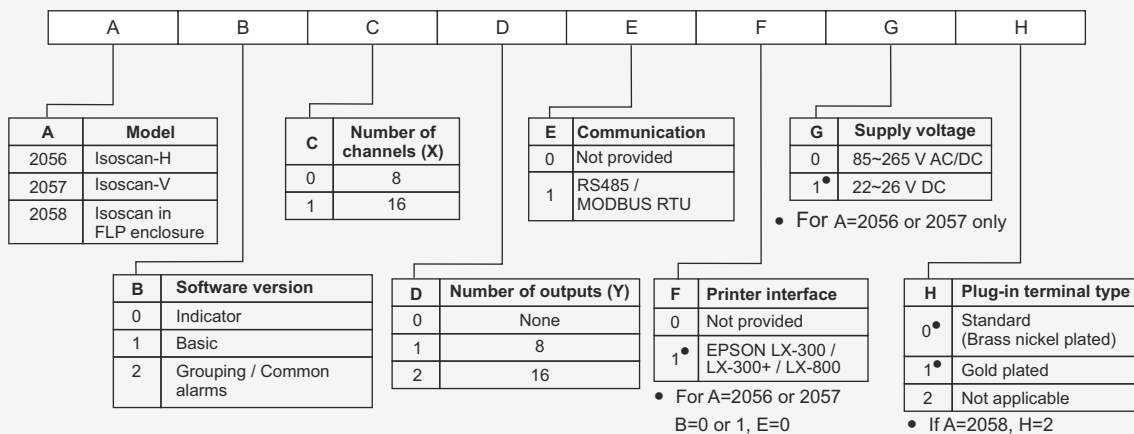 A B C D E F G H
A Model
2056 Isoscan-H
2057 Isoscan-V
2058 Isoscan in
FLP enclosure
C Number of
channels (X)
0 8
1 16
E Communication
0 Not provided
1 RS485 /
MODBUS RTU
G Supply voltage
0 85~265 V AC/DC
1• 22~26 V DC
• For A=2056 or 2057 only
B Software version
0 Indicator
1 Basic
2 Grouping / Common
alarms
D Number of outputs (Y)
0 None
1 8
2 16
F Printer interface
0 Not provided
1• EPSON LX-300 /
LX-300+ / LX-800
• For A=2056 or 2057
B=0 or 1, E=0
H Plug-in terminal type
0• Standard
(Brass nickel plated)
1• Gold plated
2 Not applicable
• If A=2058, H=2